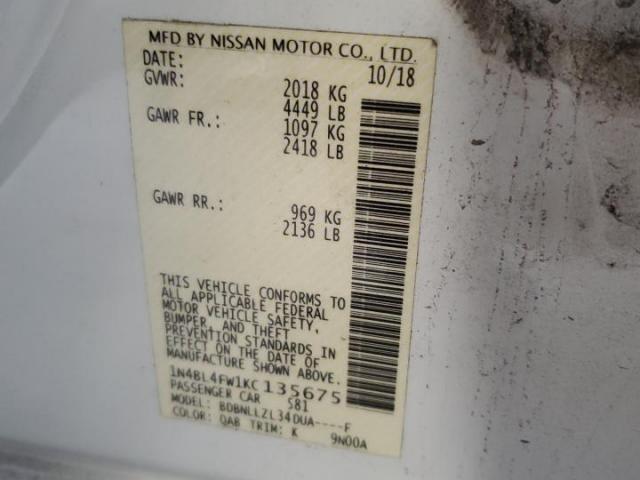 MFD BY NISSAN MOTOR CO., LTD.
DATE: 10/18
GVWR: 2018 KG
4449 LB
GAWR FR.: 1097 KG
2418 LB
GAWR RR.: 969 KG
2136 LB
THIS VEHICLE CONFORMS TO
ALL APPLICABLE FEDERAL
MOTOR VEHICLE SAFETY,
BUMPER, AND THEFT
PREVENTION STANDARDS IN
EFFECT ON THE DATE OF
MANUFACTURE SHOWN ABOVE.
1N4BL4FW1KC135675
PASSENGER CAR S81
MODEL: BDBNLLZL34DUA----F
COLOR: QAB TRIM: K 9N00A